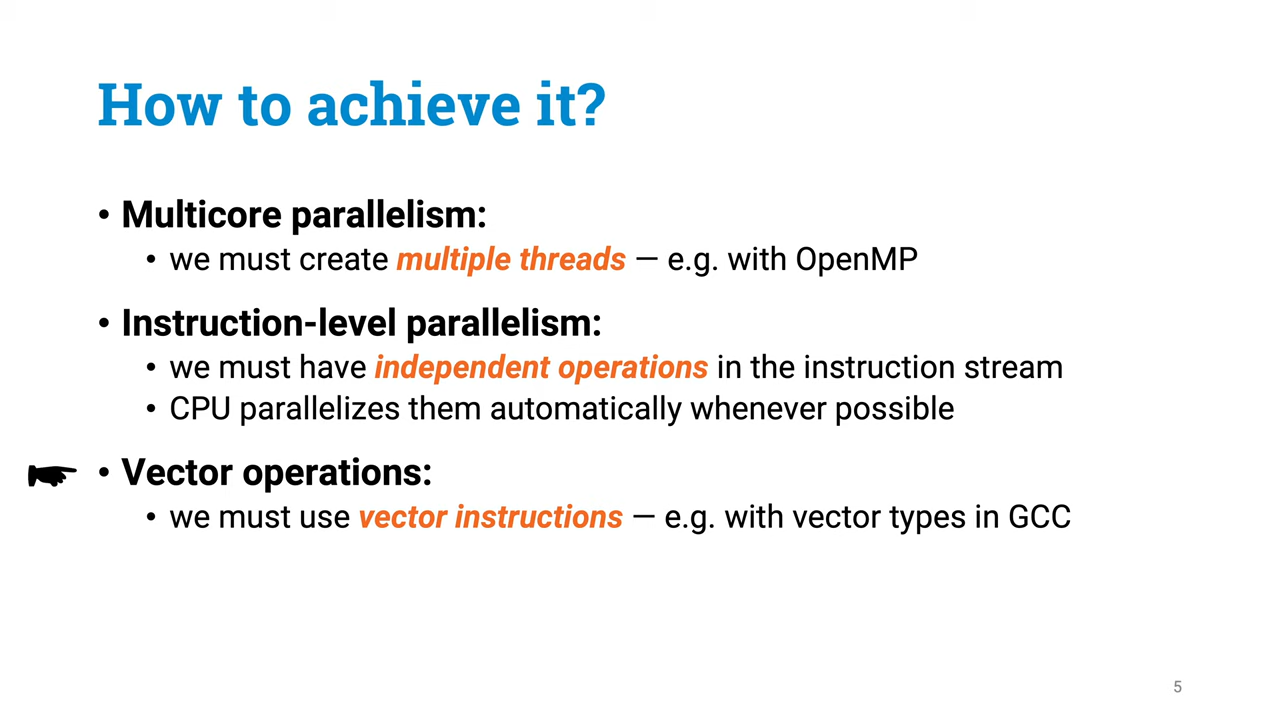 How to achieve it?
• Multicore parallelism:
• we must create multiple threads — e.g. with OpenMP
• Instruction-level parallelism:
• we must have independent operations in the instruction stream
• CPU parallelizes them automatically whenever possible
• Vector operations:
• we must use vector instructions — e.g. with vector types in GCC
5